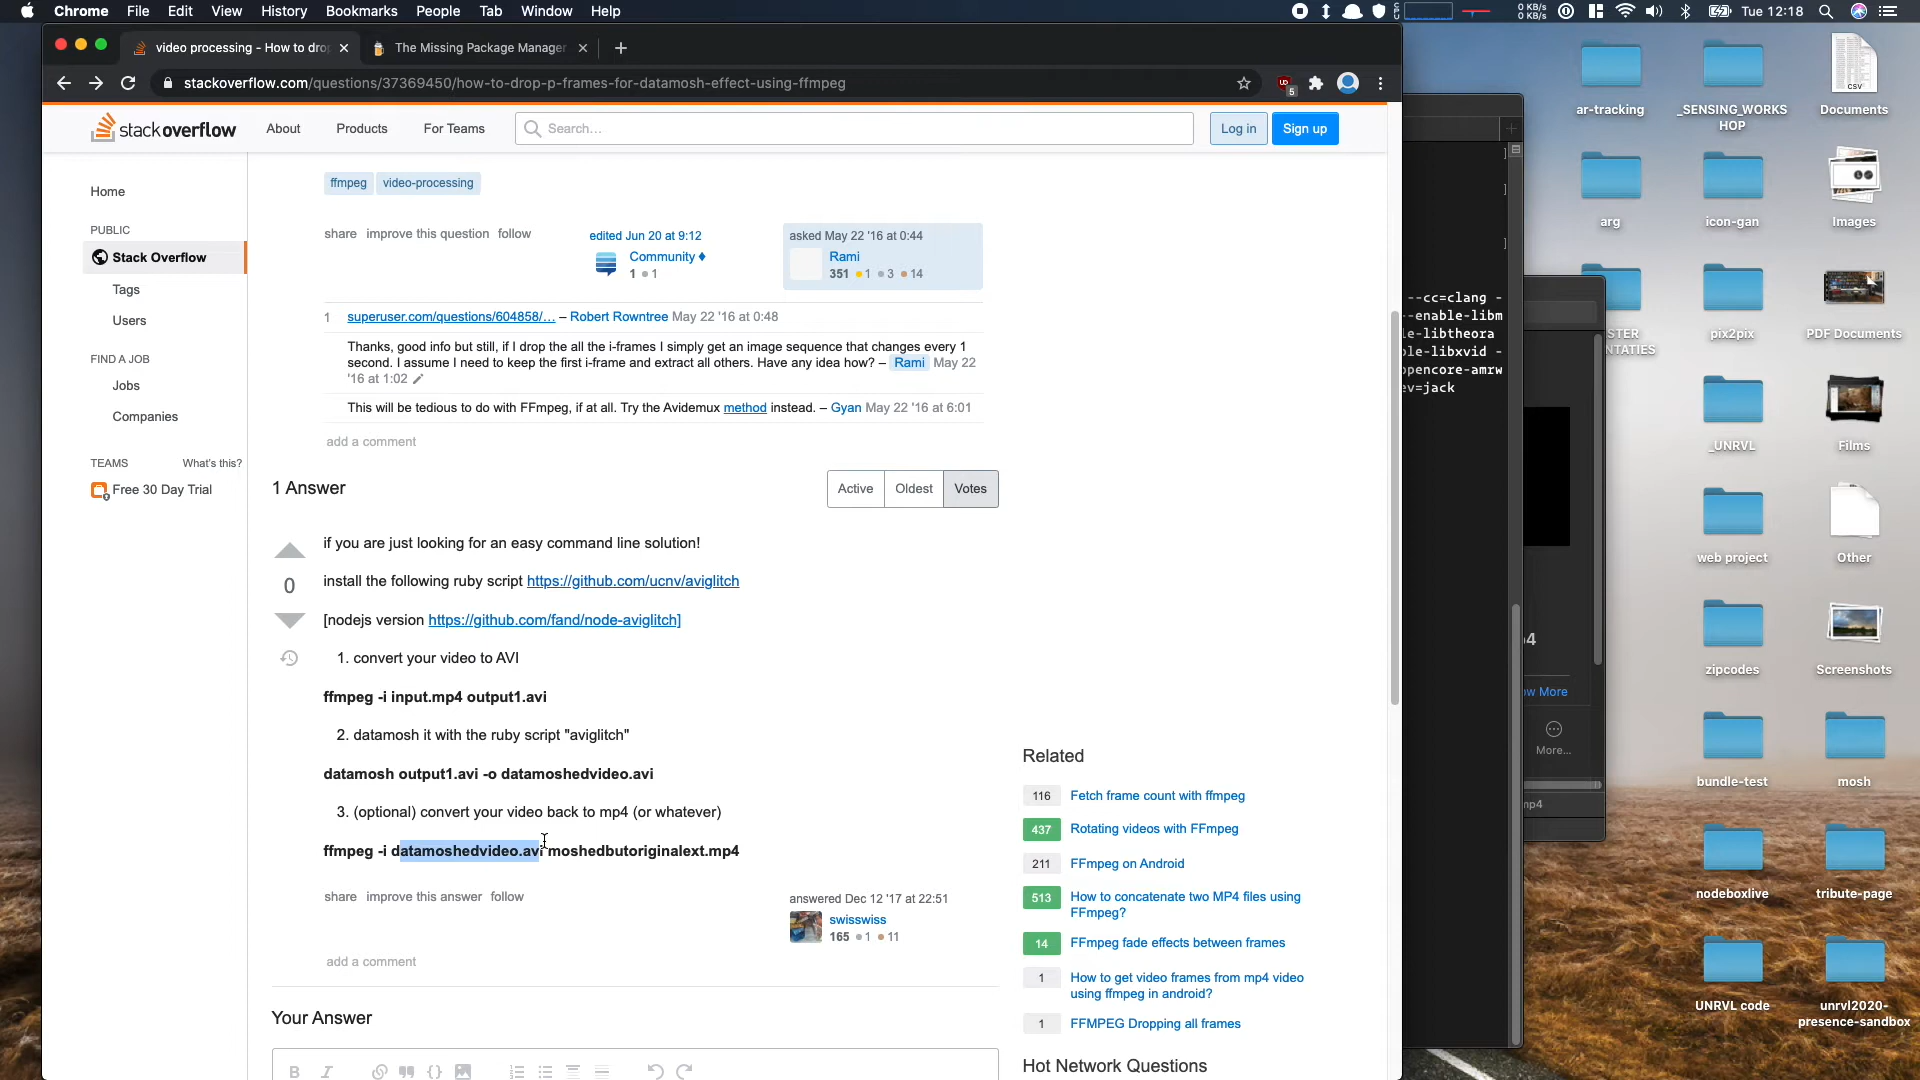 Chrome File Edit View History Bookmarks People Tab Window Help
0 KB/s
0 KB/s
Tue 12:18
video processing - How to drop
The Missing Package Manager
stackoverflow.com/questions/37369450/how-to-drop-p-frames-for-datamosh-effect-using-ffmpeg
5
stackoverflow
About
Products
For Teams
Search...
Log in
Sign up
Home
PUBLIC
Stack Overflow
Tags
Users
FIND A JOB
Jobs
Companies
TEAMS
What's this?
Free 30 Day Trial
ffmpeg
video-processing
share improve this question follow
edited Jun 20 at 9:12
Community ♦
1 ● 1
asked May 22 '16 at 0:44
Rami
351 ● 1 ● 3 ● 14
1 superuser.com/questions/604858/... – Robert Rowntree May 22 '16 at 0:48
Thanks, good info but still, if I drop the all the i-frames I simply get an image sequence that changes every 1
second. I assume I need to keep the first i-frame and extract all others. Have any idea how? – Rami May 22
'16 at 1:02
This will be tedious to do with FFmpeg, if at all. Try the Avidemux method instead. – Gyan May 22 '16 at 6:01
add a comment
1 Answer
Active
Oldest
Votes
if you are just looking for an easy command line solution!
0
install the following ruby script https://github.com/ucnv/aviglitch
[nodejs version https://github.com/fand/node-aviglitch]
1. convert your video to AVI
ffmpeg -i input.mp4 output1.avi
2. datamosh it with the ruby script "aviglitch"
datamosh output1.avi -o datamoshedvideo.avi
3. (optional) convert your video back to mp4 (or whatever)
ffmpeg -i datamoshedvideo.avi moshedbutoriginalext.mp4
share improve this answer follow
answered Dec 12 '17 at 22:51
swisswiss
165 ● 1 ● 11
add a comment
Your Answer
B I
Related
116 Fetch frame count with ffmpeg
437 Rotating videos with FFmpeg
211 FFmpeg on Android
513 How to concatenate two MP4 files using
FFmpeg?
14 FFmpeg fade effects between frames
1 How to get video frames from mp4 video
using ffmpeg in android?
1 FFMPEG Dropping all frames
Hot Network Questions
--cc=clang -
-enable-libm
le-libtheora
ble-libxvid -
opencore-amrw
ev=jack
ow More
More...
ar-tracking
_SENSING_WORKS
HOP
CSV
Documents
arg
icon-gan
Images
STER
NTATIES
pix2pix
PDF Documents
_UNRVL
Films
web project
Other
zipcodes
Screenshots
bundle-test
mosh
nodeboxlive
tribute-page
UNRVL code
unrvl2020-
presence-sandbox